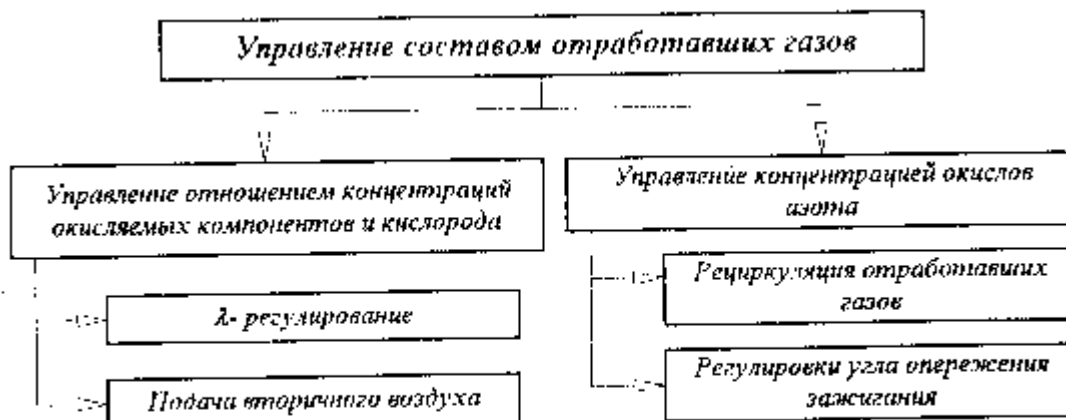 Управление составом отработавших газов
Управление отношением концентраций
окисляемых компонентов и кислорода
λ- регулирование
Подача вторичного воздуха
Управление концентрацией окислов
азота
Рециркуляция отработавших
газов
Регулировки угла опережения
зажигания